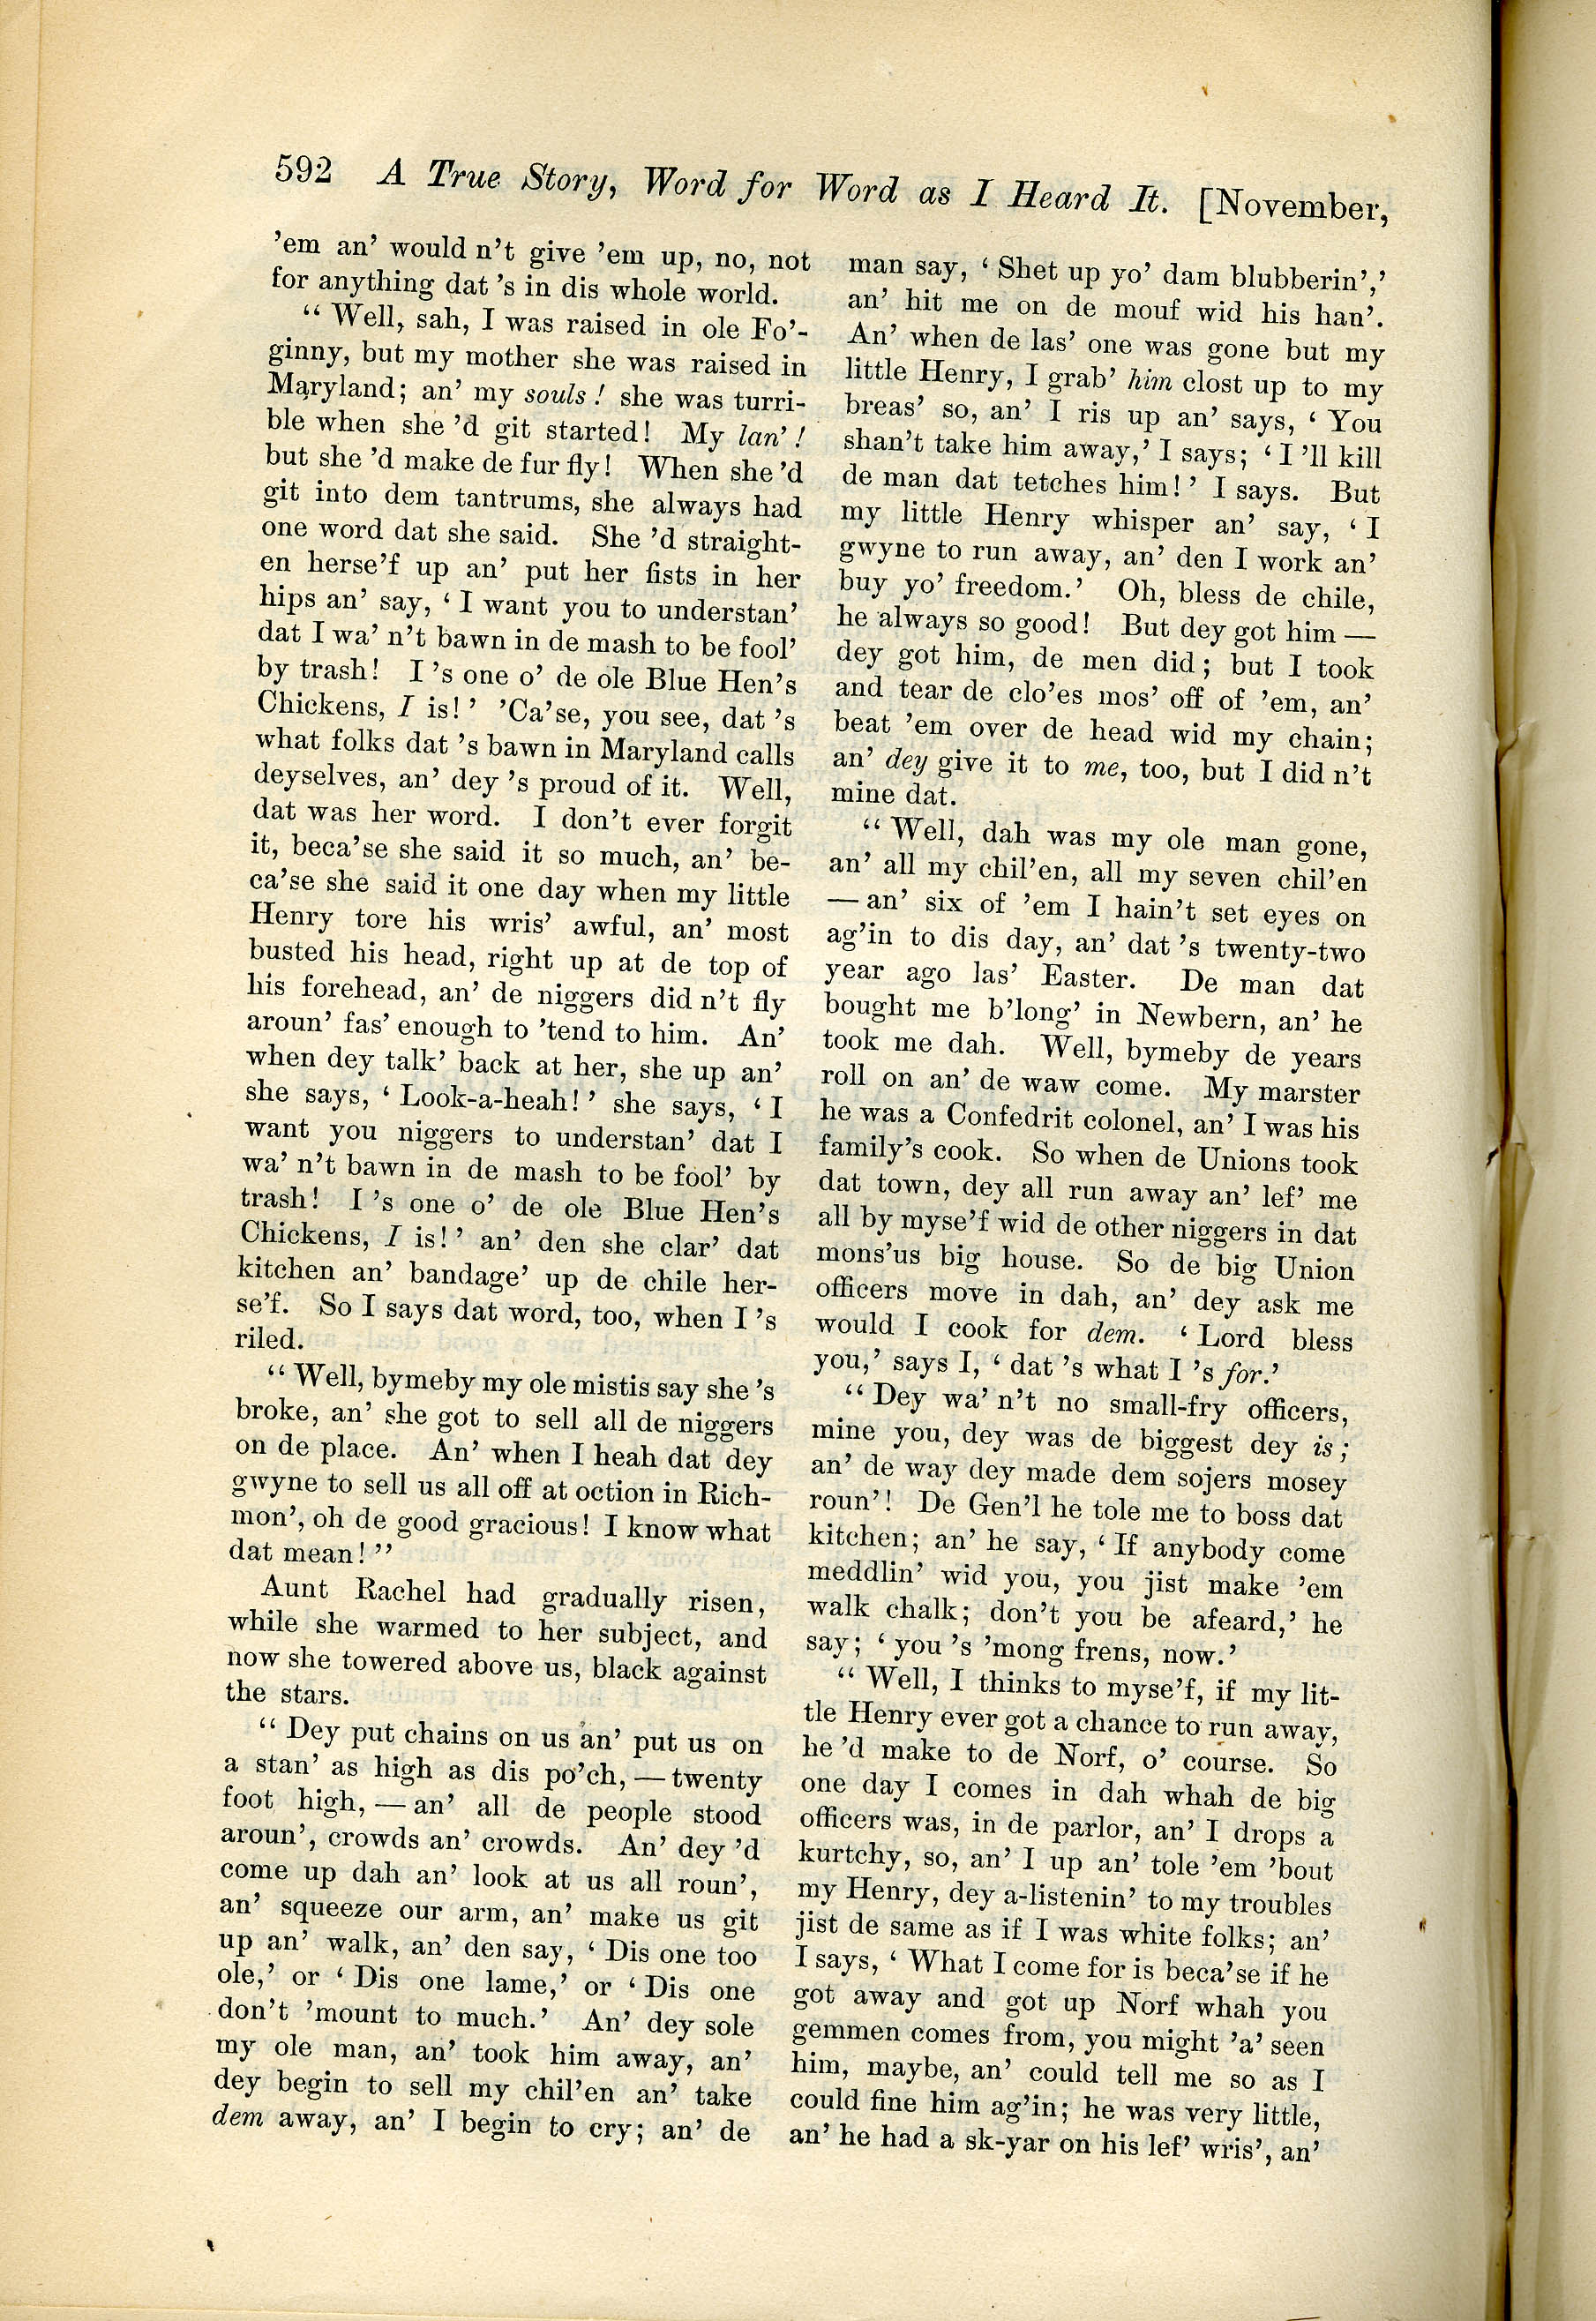 592 A True Story, Word for Word as I Heard It. [November,
'em an' would n't give 'em up, no, not
for anything dat 's in dis whole world.
“ Well, sah, I was raised in ole Fo'-
ginny, but my mother she was raised in
Maryland; an' my souls ! she was turri-
ble when she 'd git started! My lan' !
but she 'd make de fur fly! When she 'd
git into dem tantrums, she always had
one word dat she said. She 'd straight-
en herse'f up an' put her fists in her
hips an' say, ‘ I want you to understan'
dat I wa' n't bawn in de mash to be fool'
by trash! I 's one o' de ole Blue Hen's
Chickens, I is!’ 'Ca'se, you see, dat 's
what folks dat 's bawn in Maryland calls
deyselves, an' dey 's proud of it. Well,
dat was her word. I don't ever forgit
it, beca'se she said it so much, an' be-
ca'se she said it one day when my little
Henry tore his wris' awful, an' most
busted his head, right up at de top of
his forehead, an' de niggers did n't fly
aroun' fas' enough to 'tend to him. An'
when dey talk' back at her, she up an'
she says, ‘ Look-a-heah!’ she says, ‘ I
want you niggers to understan' dat I
wa' n't bawn in de mash to be fool' by
trash! I 's one o' de ole Blue Hen's
Chickens, I is!’ an' den she clar' dat
kitchen an' bandage' up de chile her-
se'f. So I says dat word, too, when I 's
riled.
“ Well, bymeby my ole mistis say she 's
broke, an' she got to sell all de niggers
on de place. An' when I heah dat dey
gwyne to sell us all off at oction in Rich-
mon', oh de good gracious! I know what
dat mean!”
Aunt Rachel had gradually risen,
while she warmed to her subject, and
now she towered above us, black against
the stars.
“ Dey put chains on us an' put us on
a stan' as high as dis po'ch, — twenty
foot high, — an' all de people stood
aroun', crowds an' crowds. An' dey 'd
come up dah an' look at us all roun',
an' squeeze our arm, an' make us git
up an' walk, an' den say, ‘ Dis one too
ole,’ or ‘ Dis one lame,’ or ‘ Dis one
don't 'mount to much.’ An' dey sole
my ole man, an' took him away, an'
dey begin to sell my chil'en an' take
dem away, an' I begin to cry; an' de
man say, ‘ Shet up yo' dam blubberin',’
an' hit me on de mouf wid his han'.
An' when de las' one was gone but my
little Henry, I grab' him clost up to my
breas' so, an' I ris up an' says, ‘ You
shan't take him away,’ I says; ‘ I 'll kill
de man dat tetches him!’ I says. But
my little Henry whisper an' say, ‘ I
gwyne to run away, an' den I work an'
buy yo' freedom.’ Oh, bless de chile,
he always so good! But dey got him —
dey got him, de men did; but I took
and tear de clo'es mos' off of 'em, an'
beat 'em over de head wid my chain;
an' dey give it to me, too, but I did n't
mine dat.
“ Well, dah was my ole man gone,
an' all my chil'en, all my seven chil'en
— an' six of 'em I hain't set eyes on
ag'in to dis day, an' dat 's twenty-two
year ago las' Easter. De man dat
bought me b'long' in Newbern, an' he
took me dah. Well, bymeby de years
roll on an' de waw come. My marster
he was a Confedrit colonel, an' I was his
family's cook. So when de Unions took
dat town, dey all run away an' lef' me
all by myse'f wid de other niggers in dat
mons'us big house. So de big Union
officers move in dah, an' dey ask me
would I cook for dem. ‘ Lord bless
you,’ says I, ‘ dat 's what I 's for.’
“ Dey wa' n't no small-fry officers,
mine you, dey was de biggest dey is;
an' de way dey made dem sojers mosey
roun'! De Gen'l he tole me to boss dat
kitchen; an' he say, ‘ If anybody come
meddlin' wid you, you jist make 'em
walk chalk; don't you be afeard,’ he
say; ‘ you 's 'mong frens, now.’
“ Well, I thinks to myse'f, if my lit-
tle Henry ever got a chance to run away,
he 'd make to de Norf, o' course. So
one day I comes in dah whah de big
officers was, in de parlor, an' I drops a
kurtchy, so, an' I up an' tole 'em 'bout
my Henry, dey a-listenin' to my troubles
jist de same as if I was white folks; an'
I says, ‘ What I come for is beca'se if he
got away and got up Norf whah you
gemmen comes from, you might 'a' seen
him, maybe, an' could tell me so as I
could fine him ag'in; he was very little,
an' he had a sk-yar on his lef' wris', an'